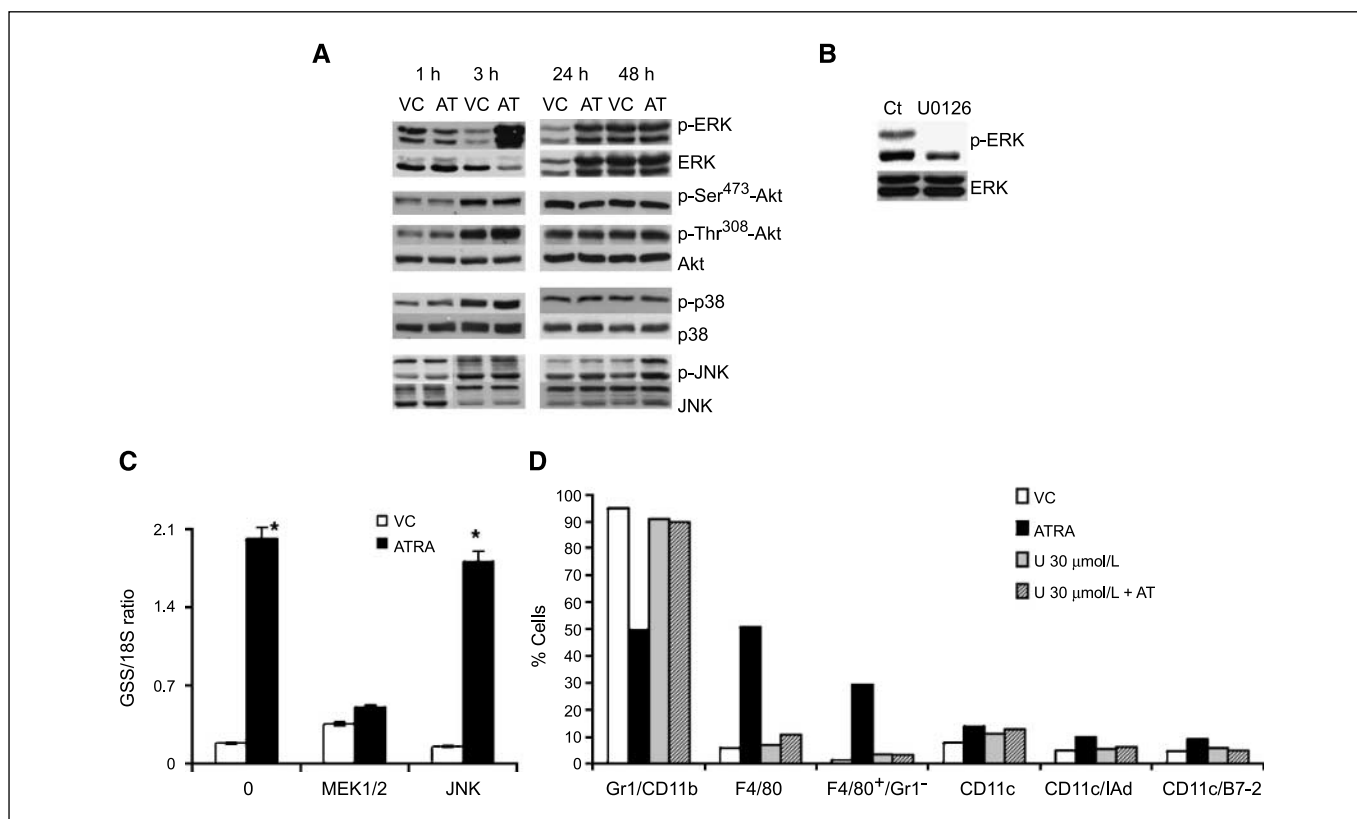 A
1 h 3 h 24 h 48 h
VC AT VC AT VC AT VC AT
p-ERK
ERK
p-Ser473-Akt
p-Thr308-Akt
Akt
p-p38
p38
p-JNK
JNK
B
Ct U0126
p-ERK
ERK
C
VC
ATRA
GSS/18S ratio
2.1
1.4
0.7
0
* *
0 MEK1/2 JNK
D
VC
ATRA
U 30 μmol/L
U 30 μmol/L + AT
% Cells
100
90
80
70
60
50
40
30
20
10
0
Gr1/CD11b F4/80 F4/80+/Gr1- CD11c CD11c/IAd CD11c/B7-2